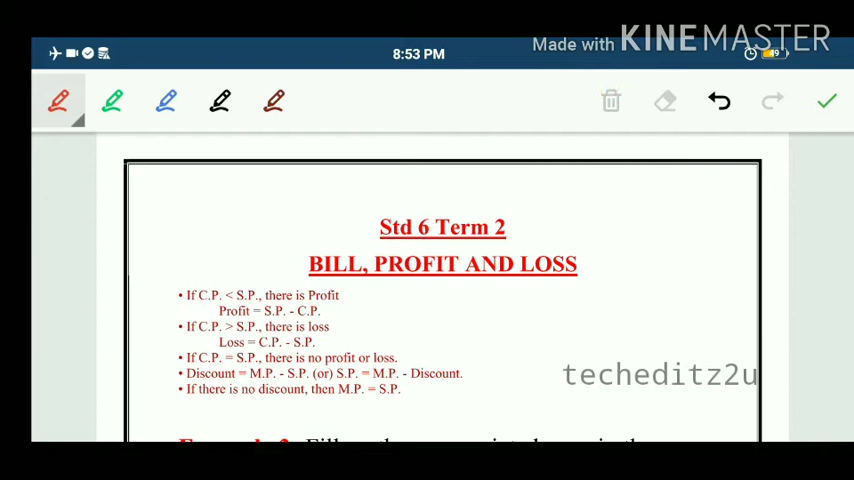 Made with KINEMASTER
8:53 PM
Std 6 Term 2
BILL, PROFIT AND LOSS
• If C.P. < S.P., there is Profit
Profit = S.P. - C.P.
• If C.P. > S.P., there is loss
Loss = C.P. - S.P.
• If C.P. = S.P., there is no profit or loss.
• Discount = M.P. - S.P. (or) S.P. = M.P. - Discount.
• If there is no discount, then M.P. = S.P.
techeditz2u